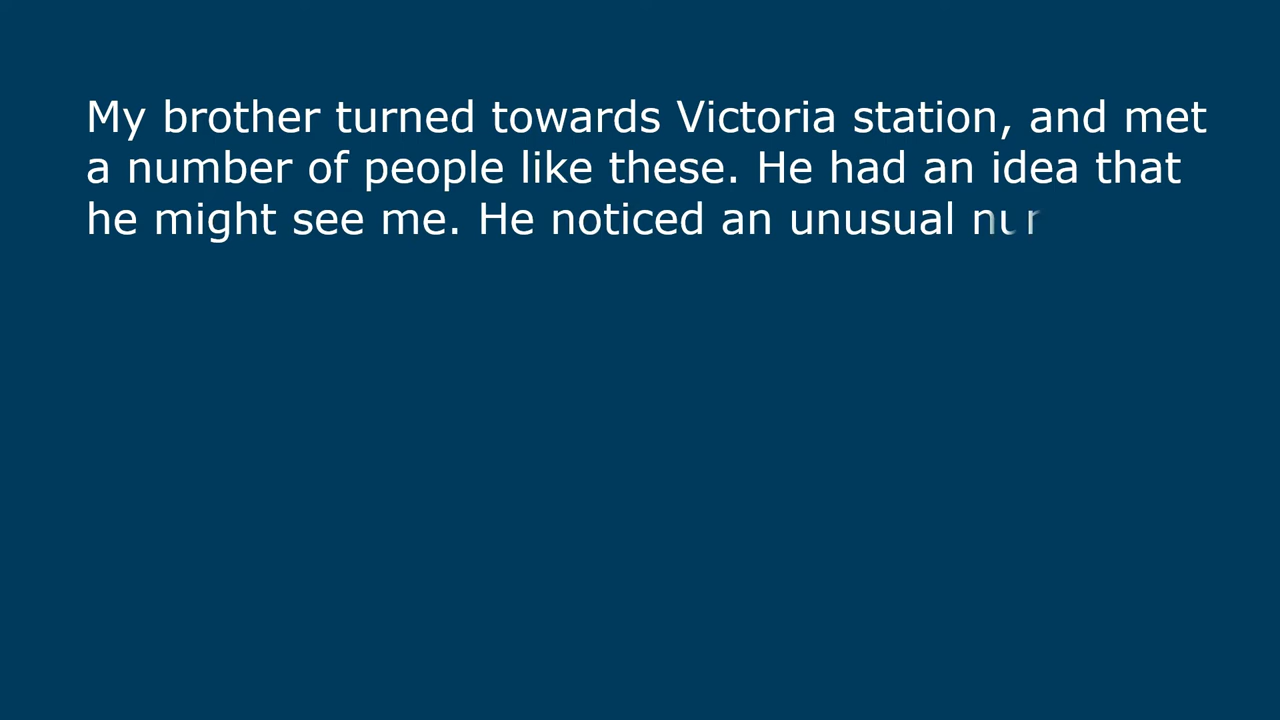 My brother turned towards Victoria station, and met
a number of people like these. He had an idea that
he might see me. He noticed an unusual